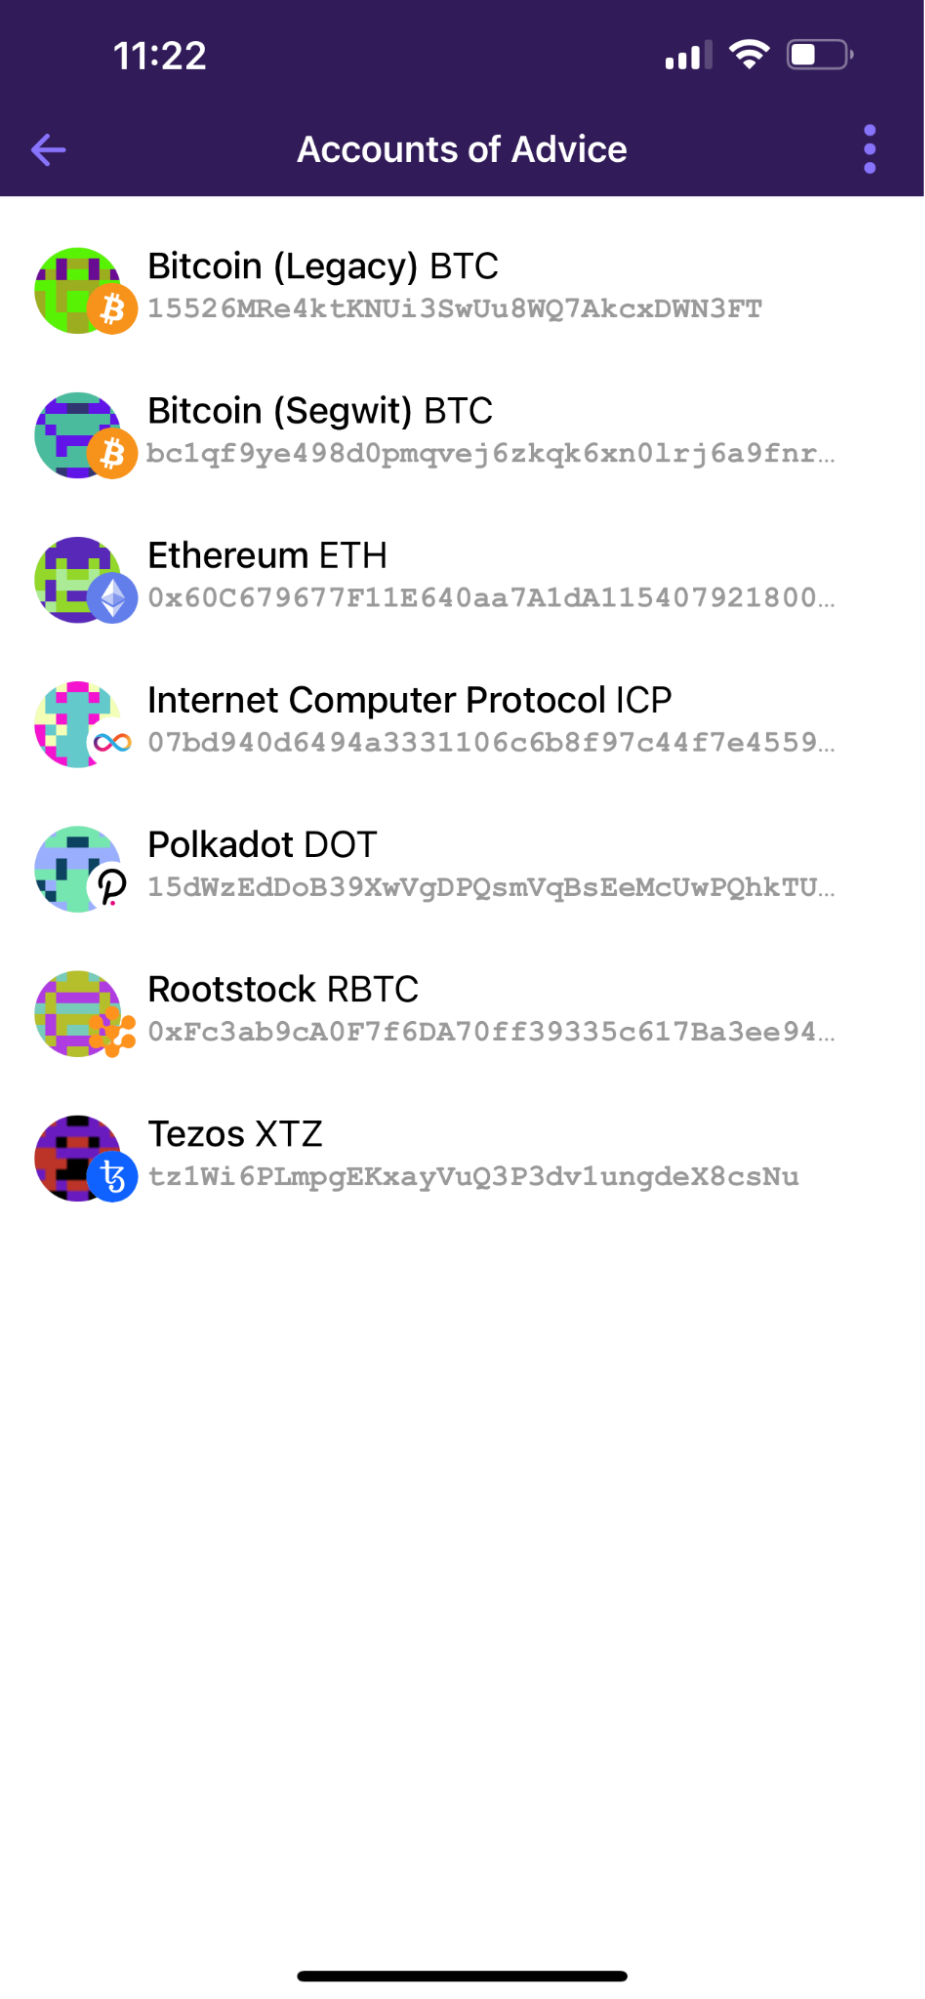 11:22
Accounts of Advice
Bitcoin (Legacy) BTC
15526MRe4ktKNUi3SwUu8WQ7AkcxDWN3FT
Bitcoin (Segwit) BTC
bc1qf9ye498d0pmqvej6zkqk6xn0lrj6a9fnr...
Ethereum ETH
0x60C679677F11E640aa7A1dA115407921800...
Internet Computer Protocol ICP
07bd940d6494a3331106c6b8f97c44f7e4559...
Polkadot DOT
15dWzEdDoB39XwVgDPQsmVqBsEeMcUwPQhkTU...
Rootstock RBTC
0xFc3ab9cA0F7f6DA70ff39335c617Ba3ee94...
Tezos XTZ
tz1Wi6PLmpgEKxayVuQ3P3dv1ungdeX8csNu